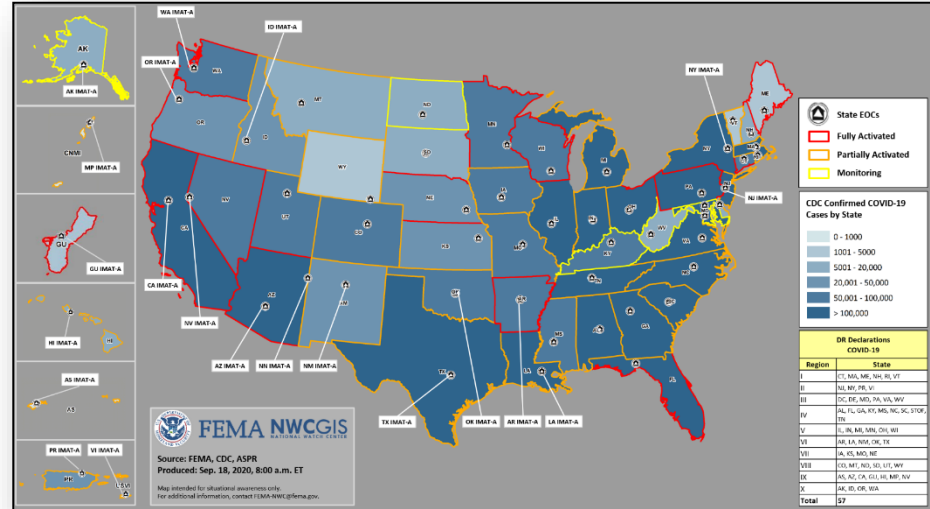 WA IMAT-A
ID IMAT-A
OR IMAT-A
NY IMAT-A
AK
AK IMAT-A
CNMI
MP IMAT-A
GU
GU IMAT-A
HI IMAT-A
HI
AS IMAT-A
AS
PR IMAT-A
VI IMAT-A
PR
USVI
WA
OR
ID
MT
ND
SD
WY
NV
UT
CA
AZ
NE
KS
MN
WI
IA
MO
MI
IL
NY
PA
ME
VT
NH
MA
WV
VA
KY
TN
NC
GA
MS
FL
LA
TX
NJ IMAT-A
CA IMAT-A
NV IMAT-A
AZ IMAT-A
NN IMAT-A
NM IMAT-A
TX IMAT-A
OK IMAT-A
AR IMAT-A
LA IMAT-A
State EOCs
Fully Activated
Partially Activated
Monitoring
CDC Confirmed COVID-19
Cases by State
0 - 1000
1001 - 5000
5001 - 20,000
20,001 - 50,000
50,001 - 100,000
> 100,000
DR Declarations
COVID-19
Region State
I CT, MA, ME, NH, RI, VT
II NJ, NY, PR, VI
III DC, DE, MD, PA, VA, WV
IV AL, FL, GA, KY, MS, NC, SC, STOF, TN
V IL, IN, MI, MN, OH, WI
VI AR, LA, NM, OK, TX
VII IA, KS, MO, NE
VIII CO, MT, ND, SD, UT, WY
IX AS, AZ, CA, GU, HI, MP, NV
X AK, ID, OR, WA
Total 57
FEMA NWCGIS
NATIONAL WATCH CENTER
Source: FEMA, CDC, ASPR
Produced: Sep. 18, 2020, 8:00 a.m. ET
Map intended for situational awareness only.
For additional information, contact FEMA-NWC@fema.gov.